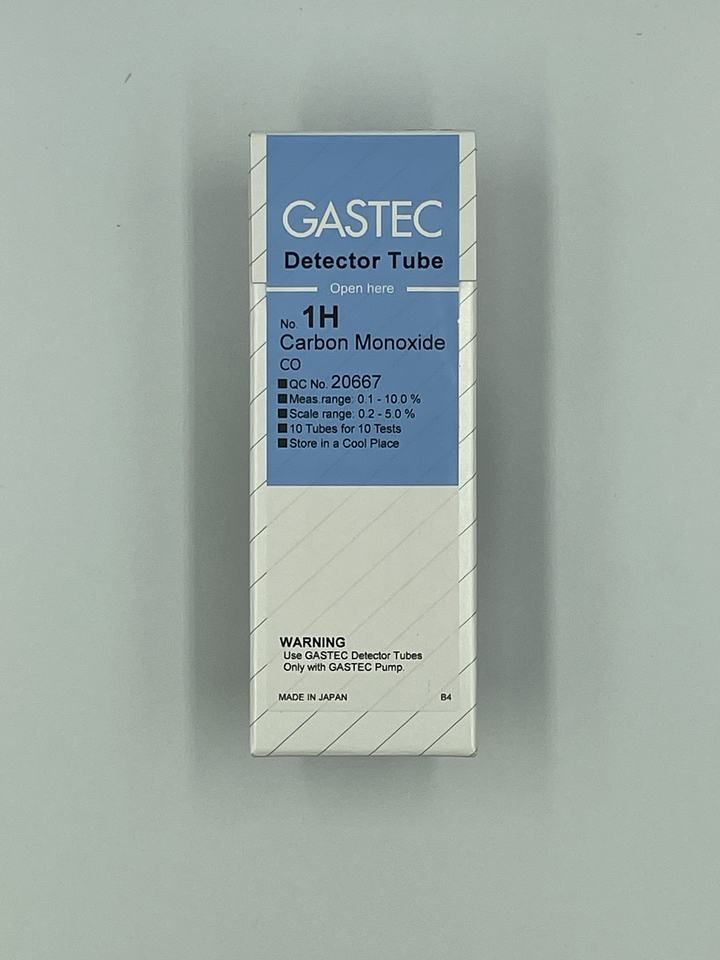 GASTEC
Detector Tube
Open here
No. 1H
Carbon Monoxide
CO
■QC No. 20667
■Meas.range: 0.1 - 10.0 %
■Scale range: 0.2 - 5.0 %
■10 Tubes for 10 Tests
■Store in a Cool Place
WARNING
Use GASTEC Detector Tubes
Only with GASTEC Pump.
MADE IN JAPAN B4